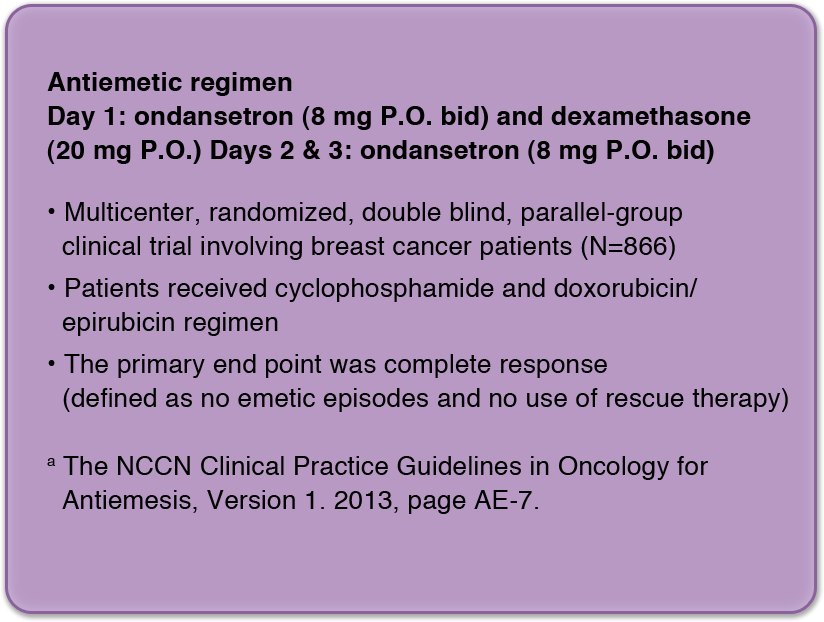 Antiemetic regimen
Day 1: ondansetron (8 mg P.O. bid) and dexamethasone
(20 mg P.O.) Days 2 & 3: ondansetron (8 mg P.O. bid)
• Multicenter, randomized, double blind, parallel-group
clinical trial involving breast cancer patients (N=866)
• Patients received cyclophosphamide and doxorubicin/
epirubicin regimen
• The primary end point was complete response
(defined as no emetic episodes and no use of rescue therapy)
a The NCCN Clinical Practice Guidelines in Oncology for
Antiemesis, Version 1. 2013, page AE-7.